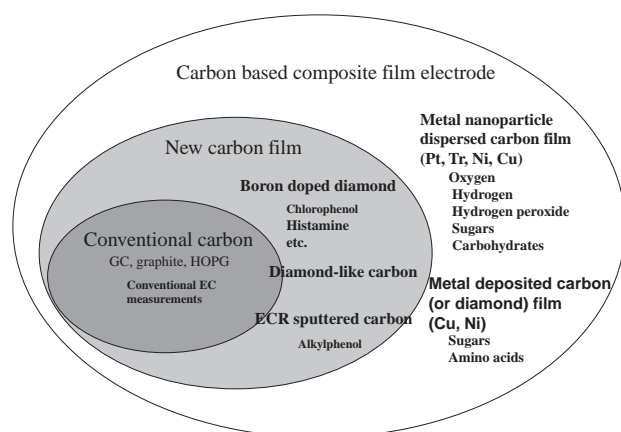 Carbon based composite film electrode
New carbon film
Boron doped diamond
Chlorophenol
Histamine
etc.
Conventional carbon
GC, graphite, HOPG
Conventional EC
measurements
Diamond-like carbon
ECR sputtered carbon
Alkylphenol
Metal nanoparticle
dispersed carbon film
(Pt, Tr, Ni, Cu)
Oxygen
Hydrogen
Hydrogen peroxide
Sugars
Carbohydrates
Metal deposited carbon
(or diamond) film
(Cu, Ni)
Sugars
Amino acids